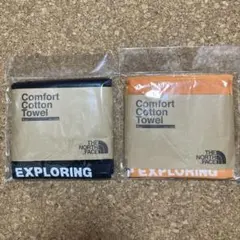 Comfort
Cotton
Towel
THE
NORTH
FACE
EXPLORING
Comfort
Cotton
Towel
THE
NORTH
FACE
EXPLORING